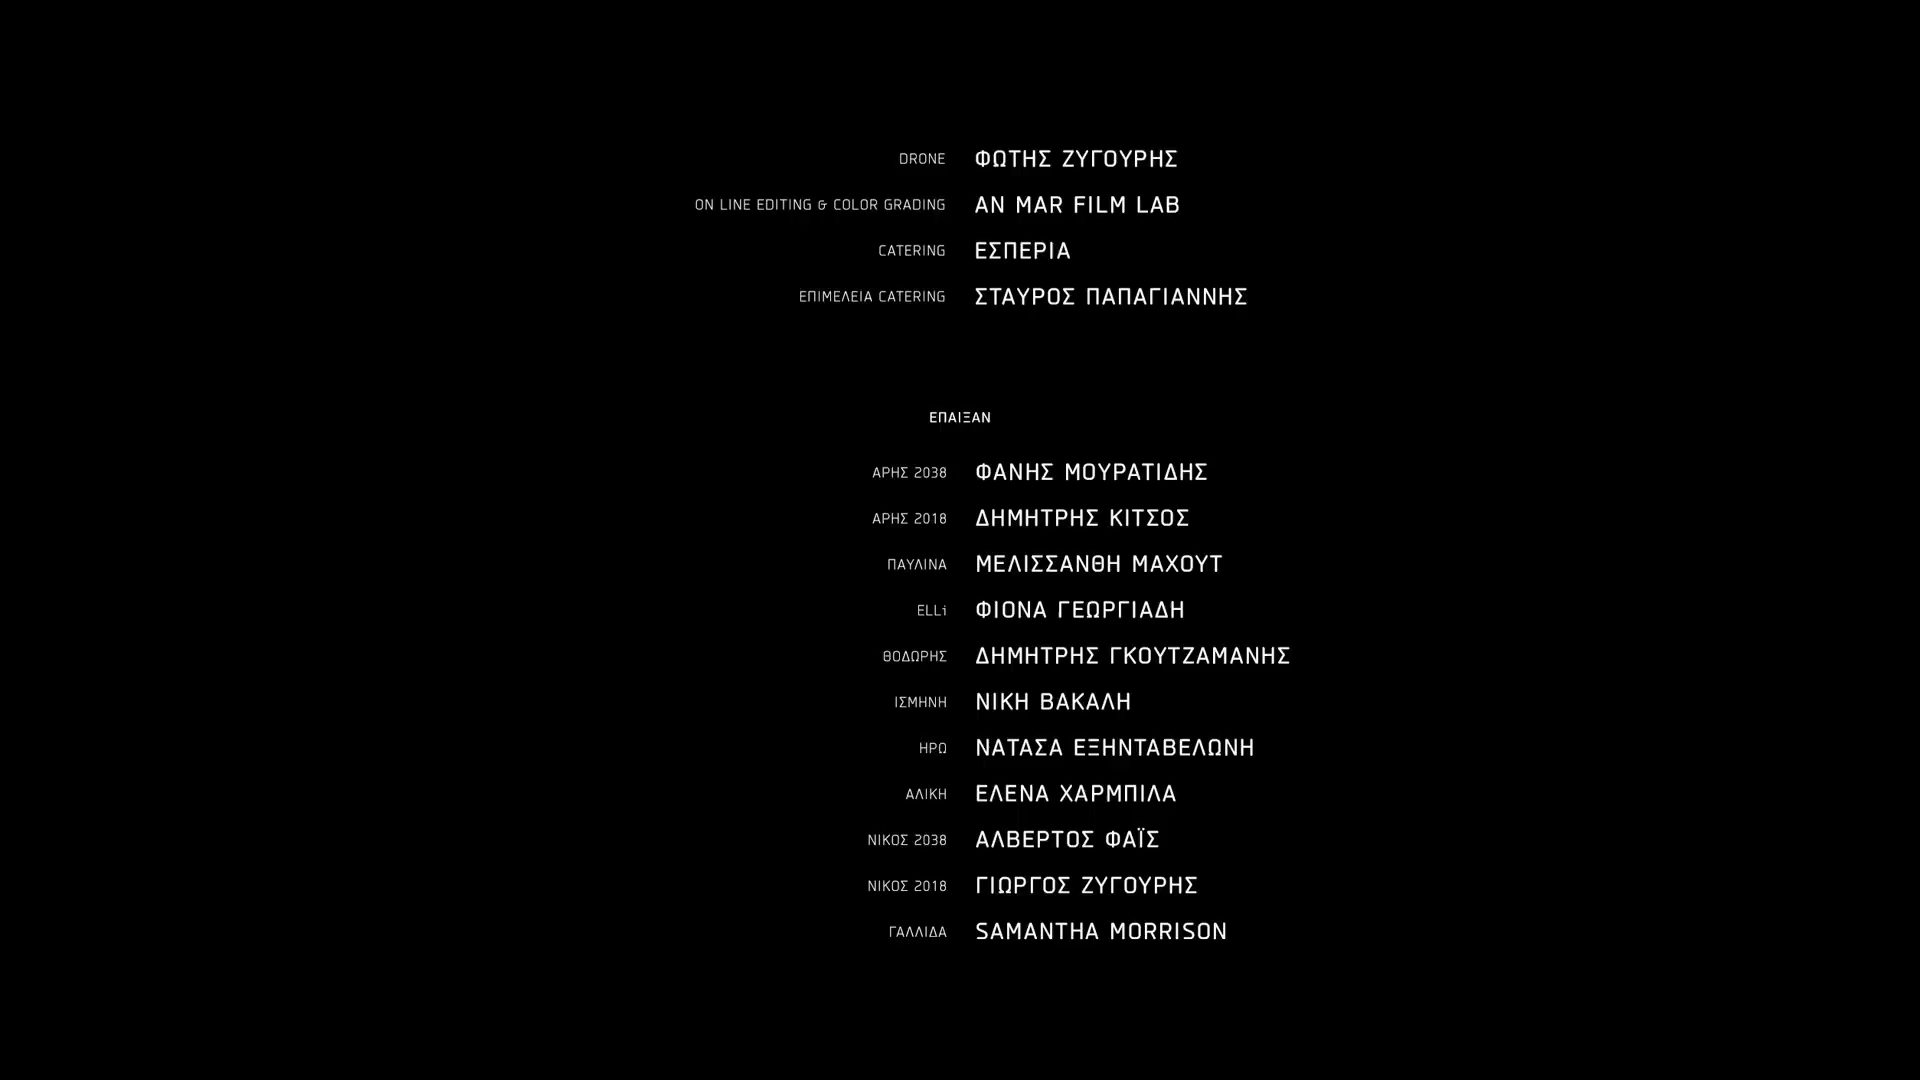 DRONE ΦΩΤΗΣ ΖΥΓΟΥΡΗΣ
ON LINE EDITING & COLOR GRADING AN MAR FILM LAB
CATERING ΕΣΠΕΡΙΑ
ΕΠΙΜΕΛΕΙΑ CATERING ΣΤΑΥΡΟΣ ΠΑΠΑΓΙΑΝΝΗΣ
ΕΠΑΙΞΑΝ
ΑΡΗΣ 2038 ΦΑΝΗΣ ΜΟΥΡΑΤΙΔΗΣ
ΑΡΗΣ 2018 ΔΗΜΗΤΡΗΣ ΚΙΤΣΟΣ
ΠΑΥΛΙΝΑ ΜΕΛΙΣΣΑΝΘΗ ΜΑΧΟΥΤ
ELLi ΦΙΟΝΑ ΓΕΩΡΓΙΑΔΗ
ΘΟΔΩΡΗΣ ΔΗΜΗΤΡΗΣ ΓΚΟΥΤΖΑΜΑΝΗΣ
ΙΣΜΗΝΗ ΝΙΚΗ ΒΑΚΑΛΗ
ΗΡΩ ΝΑΤΑΣΑ ΕΞΗΝΤΑΒΕΛΩΝΗ
ΑΛΙΚΗ ΕΛΕΝΑ ΧΑΡΜΠΙΛΑ
ΝΙΚΟΣ 2038 ΑΛΒΕΡΤΟΣ ΦΑΪΣ
ΝΙΚΟΣ 2018 ΓΙΩΡΓΟΣ ΖΥΓΟΥΡΗΣ
ΓΑΛΛΙΔΑ SAMANTHA MORRISON